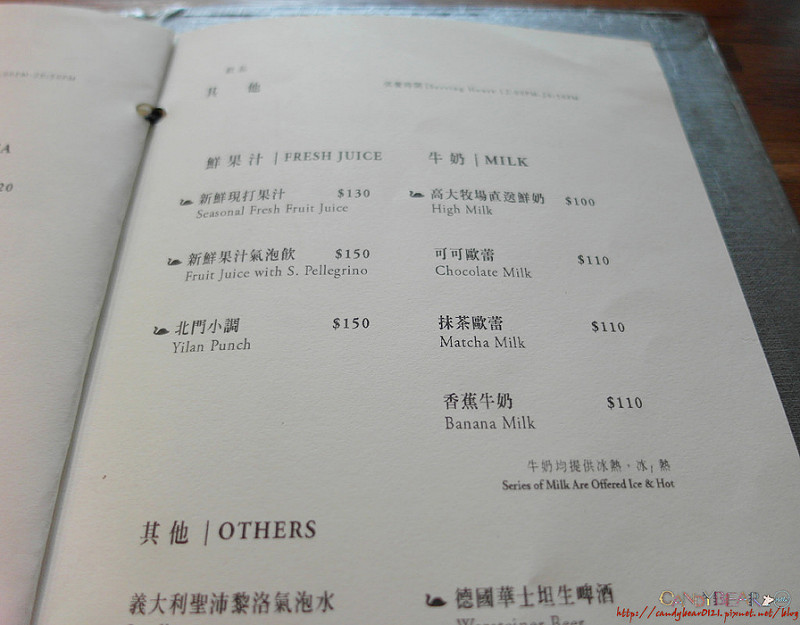 其 他
鮮 果 汁 | FRESH JUICE
新鮮現打果汁 $130
Seasonal Fresh Fruit Juice
新鮮果汁氣泡飲 $150
Fruit Juice with S. Pellegrino
北門小調 $150
Yilan Punch
牛 奶 | MILK
高大牧場直送鮮奶 $100
High Milk
可可歐蕾 $110
Chocolate Milk
抹茶歐蕾 $110
Matcha Milk
香蕉牛奶 $110
Banana Milk
牛奶均提供冰熱，冰/熱
Series of Milk Are Offered Ice & Hot
其 他 | OTHERS
義大利聖沛黎洛氣泡水
德國華士坦生啤酒
Warsteiner Beer
CANDYBEAR
http://candybear0121.pixnet.net/blog